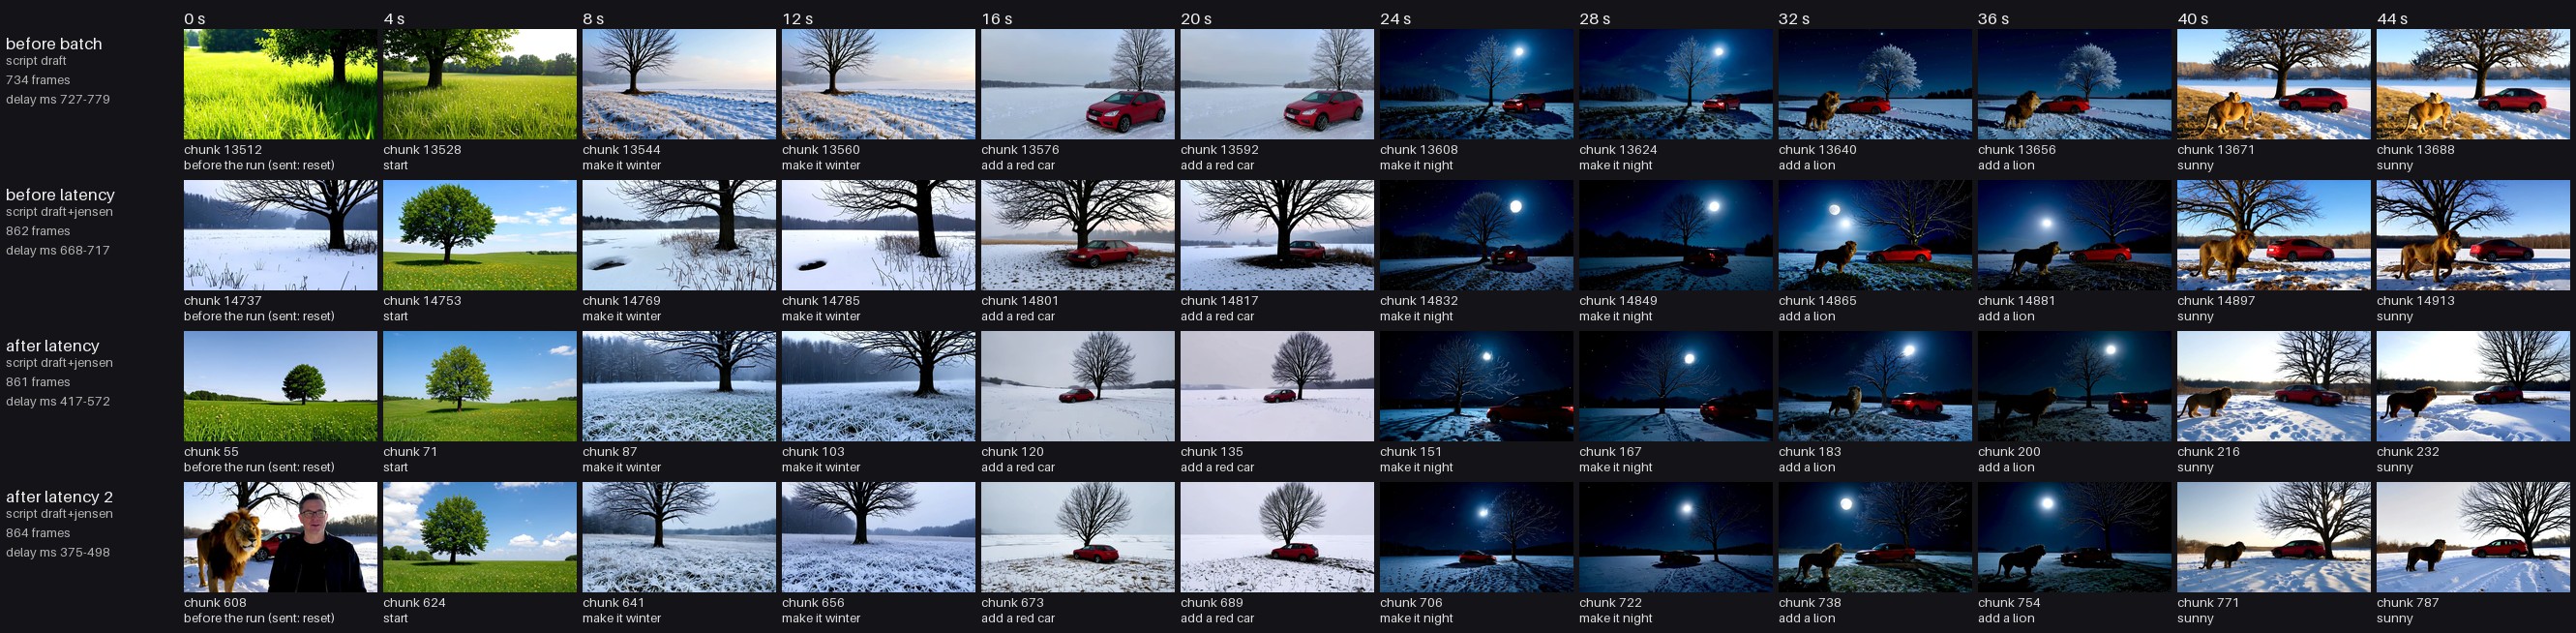 0 s 4 s 8 s 12 s 16 s 20 s 24 s 28 s 32 s 36 s 40 s 44 s
before batch
script draft
734 frames
delay ms 727-779
chunk 13512 chunk 13528 chunk 13544 chunk 13560 chunk 13576 chunk 13592 chunk 13608 chunk 13624 chunk 13640 chunk 13656 chunk 13671 chunk 13688
before the run (sent: reset) start make it winter make it winter add a red car add a red car make it night make it night add a lion add a lion sunny sunny
before latency
script draft+jensen
862 frames
delay ms 668-717
chunk 14737 chunk 14753 chunk 14769 chunk 14785 chunk 14801 chunk 14817 chunk 14832 chunk 14849 chunk 14865 chunk 14881 chunk 14897 chunk 14913
before the run (sent: reset) start make it winter make it winter add a red car add a red car make it night make it night add a lion add a lion sunny sunny
after latency
script draft+jensen
861 frames
delay ms 417-572
chunk 55 chunk 71 chunk 87 chunk 103 chunk 120 chunk 135 chunk 151 chunk 167 chunk 183 chunk 200 chunk 216 chunk 232
before the run (sent: reset) start make it winter make it winter add a red car add a red car make it night make it night add a lion add a lion sunny sunny
after latency 2
script draft+jensen
864 frames
delay ms 375-498
chunk 608 chunk 624 chunk 641 chunk 656 chunk 673 chunk 689 chunk 706 chunk 722 chunk 738 chunk 754 chunk 771 chunk 787
before the run (sent: reset) start make it winter make it winter add a red car add a red car make it night make it night add a lion add a lion sunny sunny